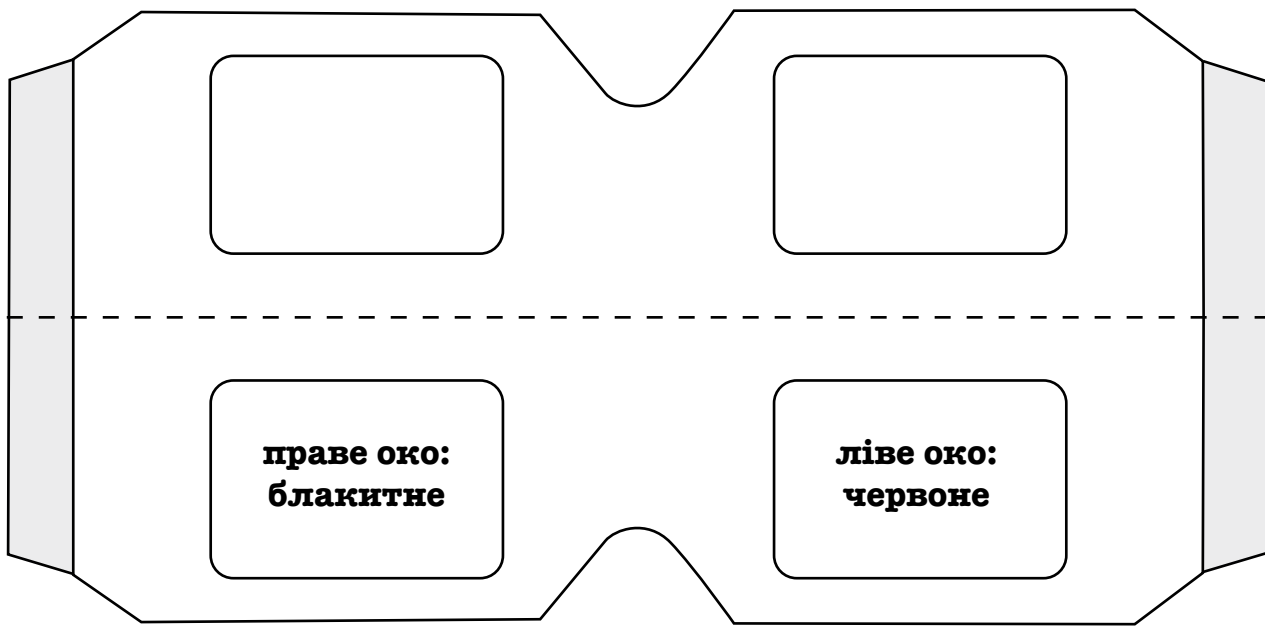 праве око:
блакитне
ліве око:
червоне